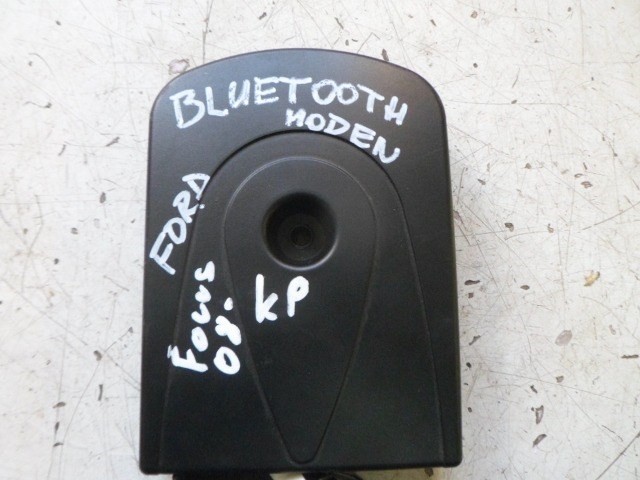 BLUETOOTH
MODEN
FORD
Focus
08.
KP